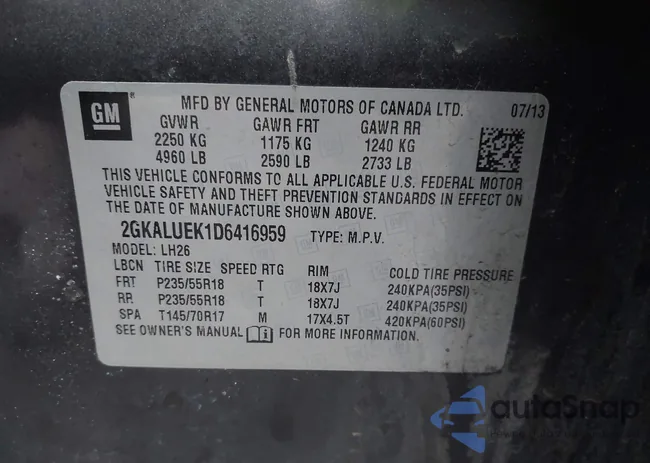 GM
MFD BY GENERAL MOTORS OF CANADA LTD. 07/13
GVWR GAWR FRT GAWR RR
2250 KG 1175 KG 1240 KG
4960 LB 2590 LB 2733 LB
THIS VEHICLE CONFORMS TO ALL APPLICABLE U.S. FEDERAL MOTOR
VEHICLE SAFETY AND THEFT PREVENTION STANDARDS IN EFFECT ON
THE DATE OF MANUFACTURE SHOWN ABOVE.
2GKALUEK1D6416959 TYPE: M.P.V.
MODEL: LH26
LBCN TIRE SIZE SPEED RTG RIM COLD TIRE PRESSURE
FRT P235/55R18 T 18X7J 240KPA(35PSI)
RR P235/55R18 T 18X7J 240KPA(35PSI)
SPA T145/70R17 M 17X4.5T 420KPA(60PSI)
SEE OWNER'S MANUAL FOR MORE INFORMATION.
autoSnap